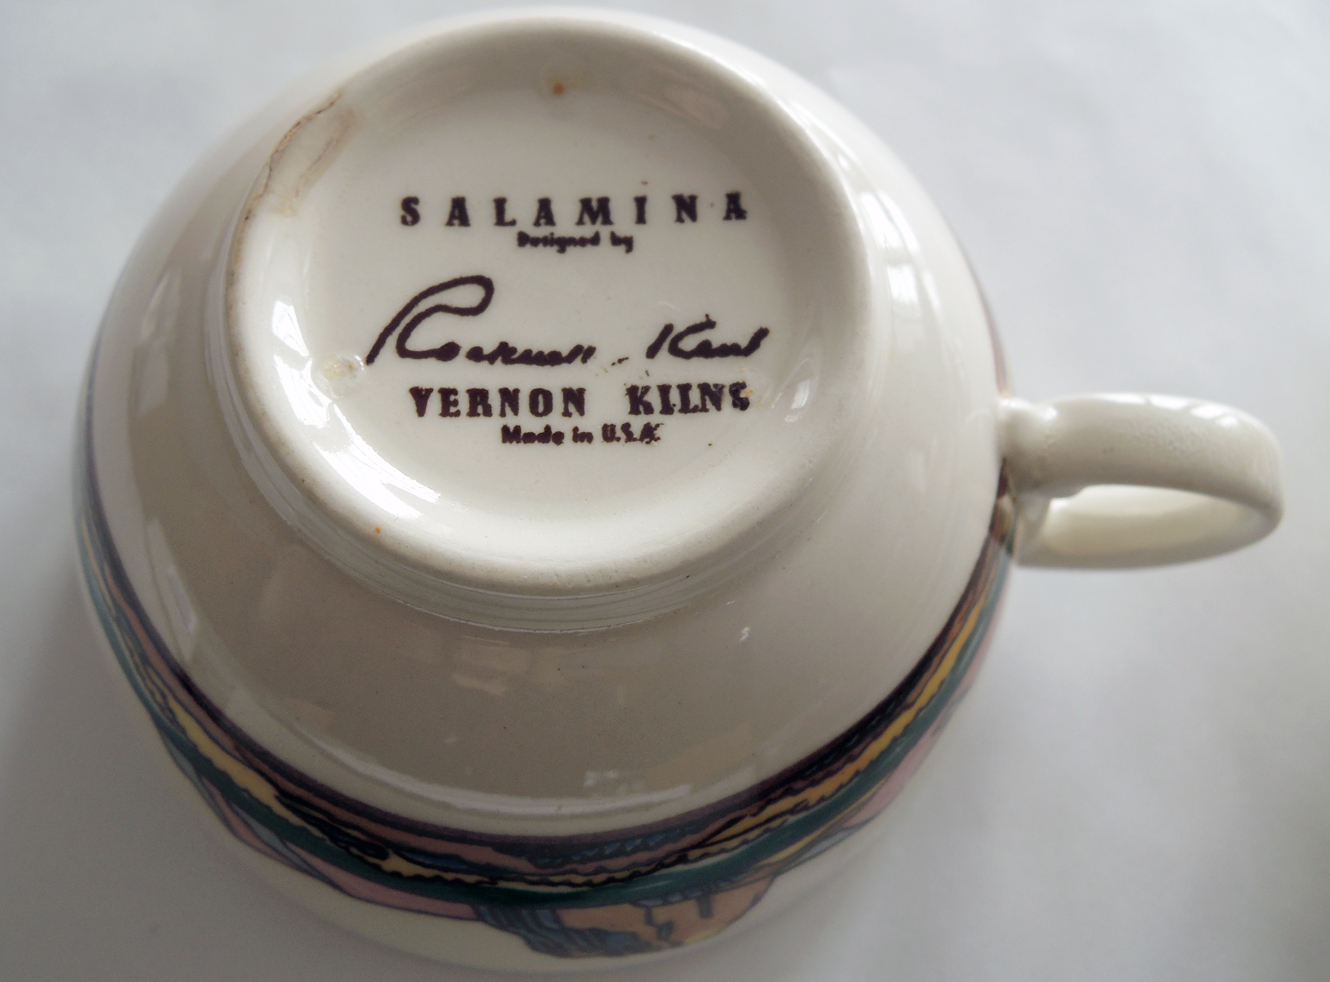 SALAMINA
Designed by
Rockwell Kent
VERNON KILNS
Made in U.S.A.